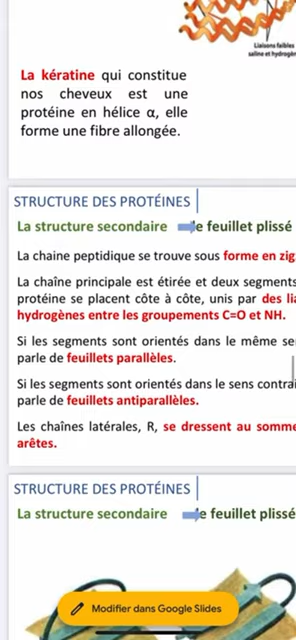 Liaisons faibles
saline et hydrogèn
La kératine qui constitue
nos cheveux est une
protéine en hélice α, elle
forme une fibre allongée.
STRUCTURE DES PROTÉINES
La structure secondaire le feuillet plissé
La chaine peptidique se trouve sous forme en zig
La chaîne principale est étirée et deux segments
protéine se placent côte à côte, unis par des lia
hydrogènes entre les groupements C=O et NH.
Si les segments sont orientés dans le même se
parle de feuillets parallèles.
Si les segments sont orientés dans le sens contrai
parle de feuillets antiparallèles.
Les chaînes latérales, R, se dressent au somme
arêtes.
STRUCTURE DES PROTÉINES
La structure secondaire le feuillet plissé
Modifier dans Google Slides